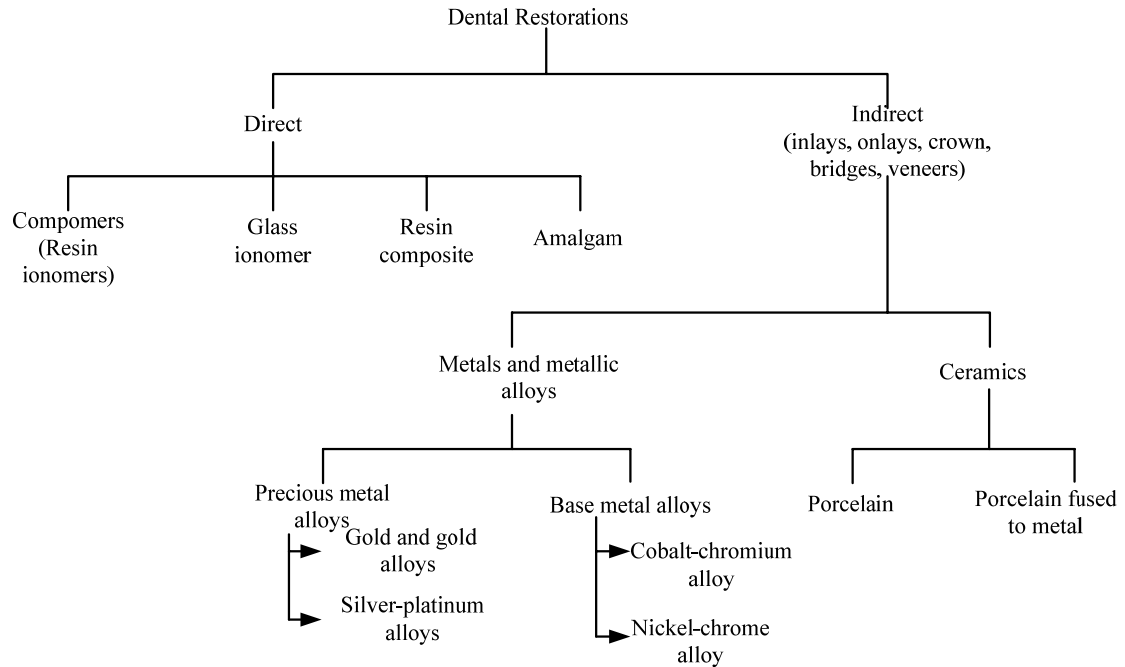 Dental Restorations
Direct
Indirect
(inlays, onlays, crown,
bridges, veneers)
Compomers
(Resin
ionomers)
Glass
ionomer
Resin
composite
Amalgam
Metals and metallic
alloys
Ceramics
Precious metal
alloys
Gold and gold
alloys
Silver-platinum
alloys
Base metal alloys
Cobalt-chromium
alloy
Nickel-chrome
alloy
Porcelain
Porcelain fused
to metal